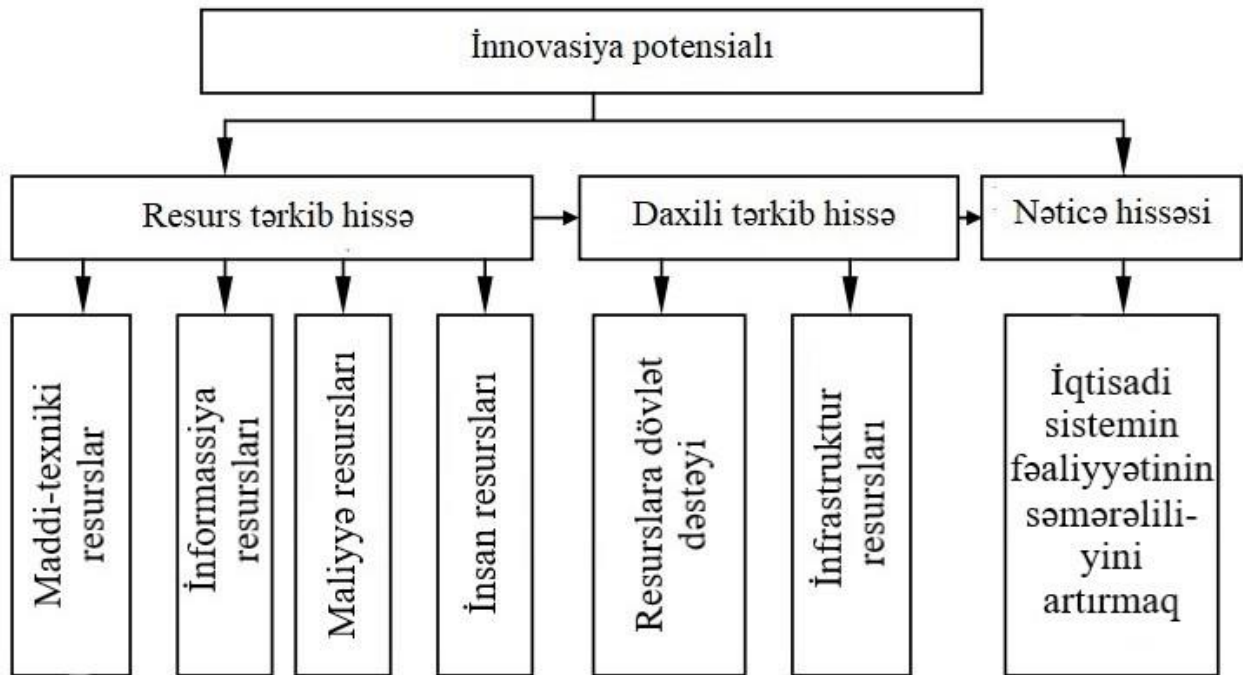 İnnovasiya potensialı
Resurs tərkib hissə
Daxili tərkib hissə
Nəticə hissəsi
Maddi-texniki
resurslar
İnformassiya
resursları
Maliyyə resursları
İnsan resursları
Resurslara dövlət
dəstəyi
İnfrastruktur
resursları
İqtisadi
sistemin
fəaliyyətinin
səmərəlili-
yini
artırmaq